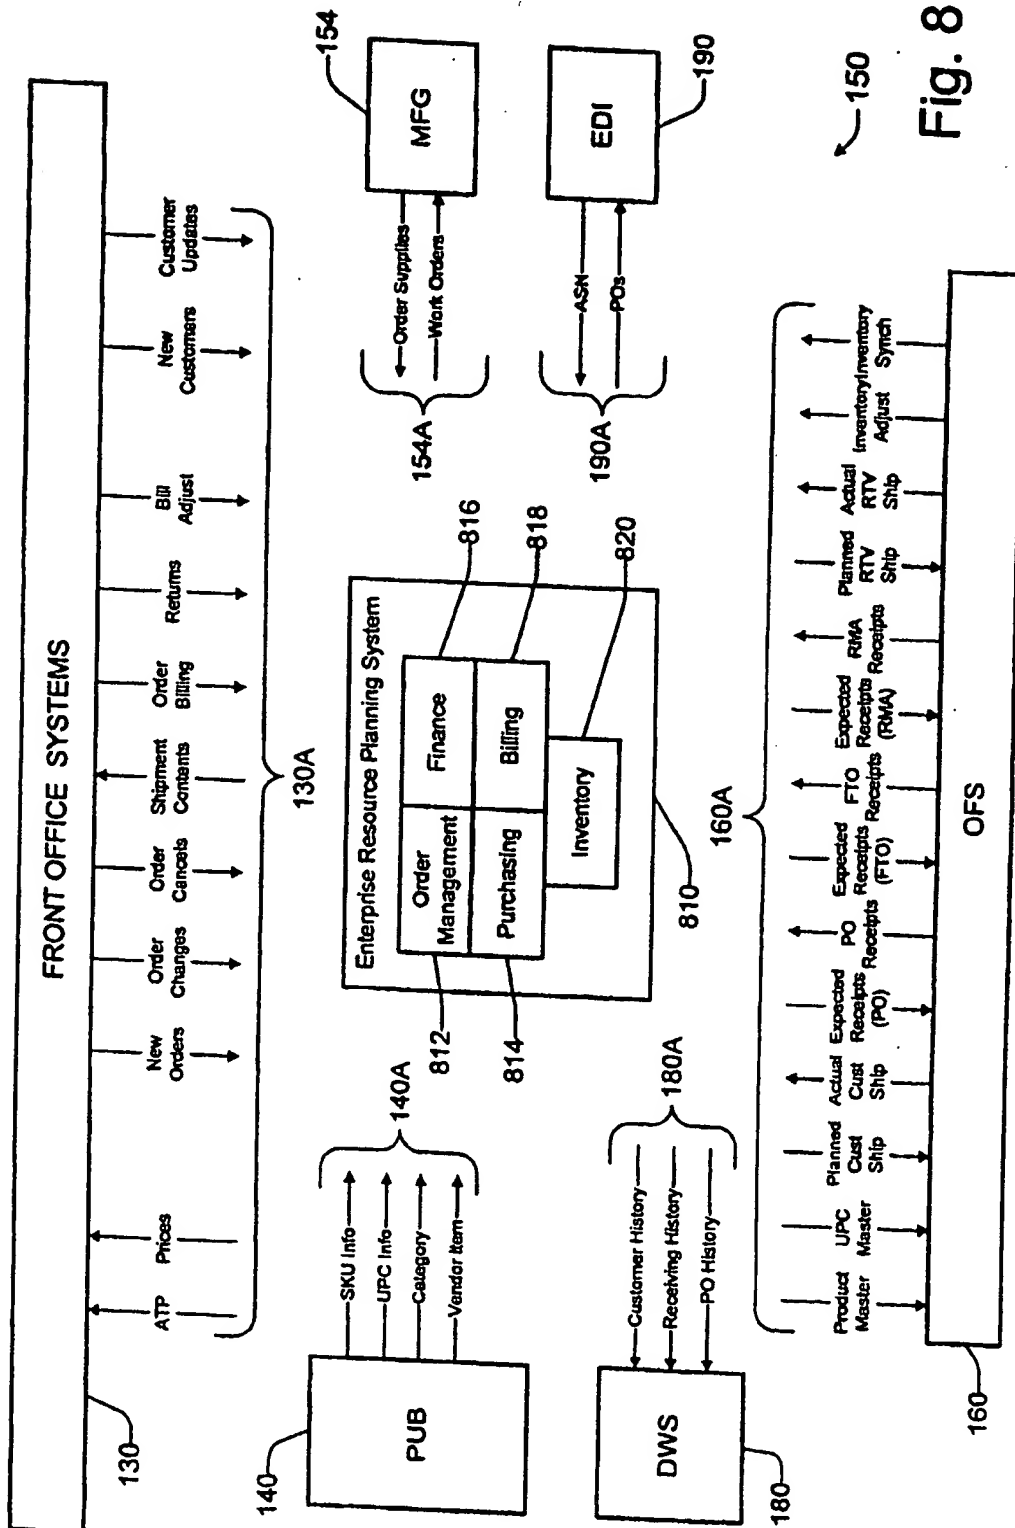 FRONT OFFICE SYSTEMS
130
ATP
Prices
New
Orders
Order
Changes
Order
Cancels
Shipment
Contents
Order
Billing
Returns
Bill
Adjust
New
Customers
Customer
Updates
130A
140
PUB
SKU Info
UPC Info
Category
Vendor Item
140A
Enterprise Resource Planning System
Order
Management
Finance
Purchasing
Billing
Inventory
812
814
816
818
820
810
MFG
154
Order Supplies
Work Orders
154A
EDI
190
ASN
POs
190A
DWS
180
Customer History
Receiving History
PO History
180A
160A
Product
Master
UPC
Master
Planned
Cust
Ship
Actual
Cust
Ship
Expected
Receipts
(PO)
PO
Receipts
Expected
Receipts
(FTO)
FTO
Receipts
Expected
Receipts
(RMA)
RMA
Receipts
Planned
RTV
Ship
Actual
RTV
Ship
Inventory
Adjust
Inventory
Synch
OFS
160
150
Fig. 8